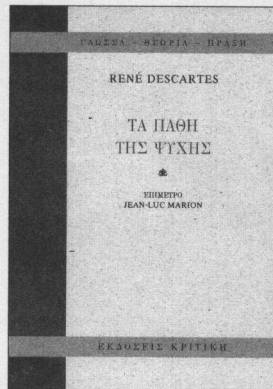 ΓΛΩΣΣΑ - ΘΕΩΡΙΑ - ΠΡΑΞΗ
RENÉ DESCARTES
ΤΑ ΠΑΘΗ
ΤΗΣ ΨΥΧΗΣ
ΕΠΙΜΕΤΡΟ
JEAN-LUC MARION
ΕΚΔΟΣΕΙΣ ΚΡΙΤΙΚΗ